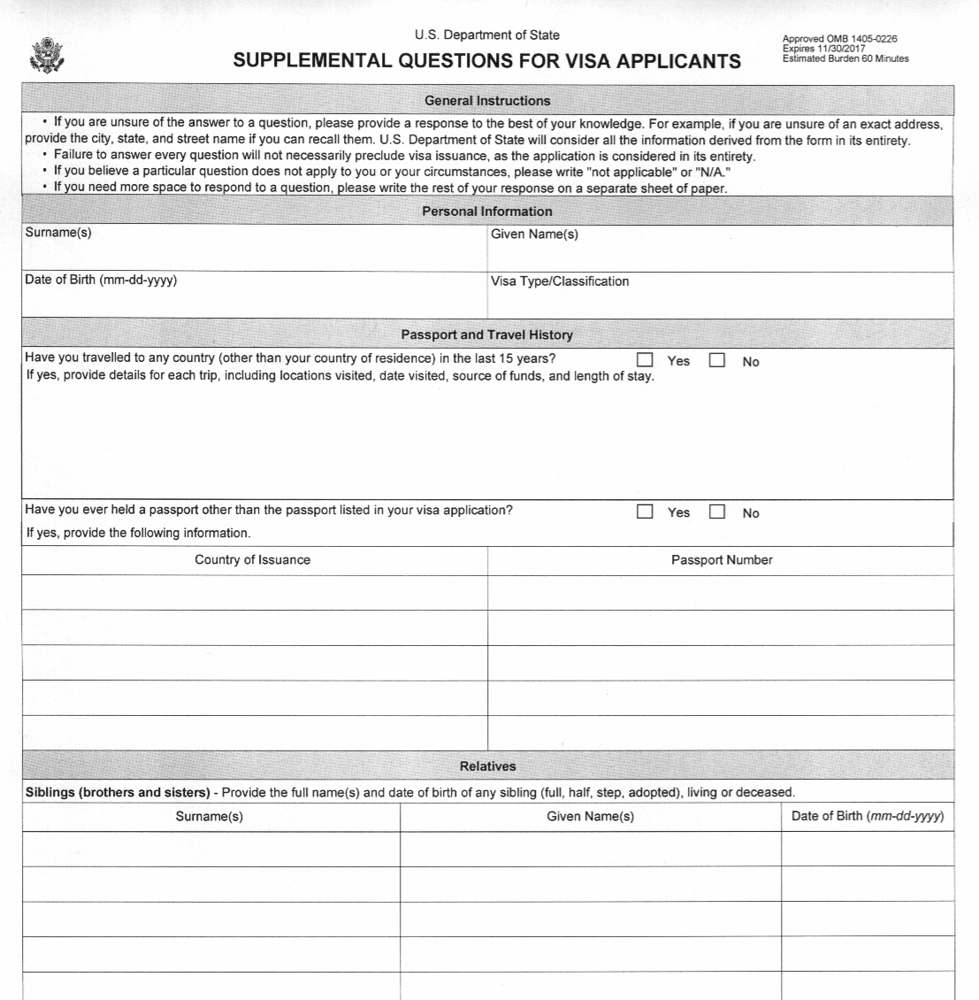 U.S. Department of State
SUPPLEMENTAL QUESTIONS FOR VISA APPLICANTS
Approved OMB 1405-0226
Expires 11/30/2017
Estimated Burden 60 Minutes
General Instructions
• If you are unsure of the answer to a question, please provide a response to the best of your knowledge. For example, if you are unsure of an exact address,
provide the city, state, and street name if you can recall them. U.S. Department of State will consider all the information derived from the form in its entirety.
• Failure to answer every question will not necessarily preclude visa issuance, as the application is considered in its entirety.
• If you believe a particular question does not apply to you or your circumstances, please write "not applicable" or "N/A."
• If you need more space to respond to a question, please write the rest of your response on a separate sheet of paper.
Personal Information
Surname(s)
Given Name(s)
Date of Birth (mm-dd-yyyy)
Visa Type/Classification
Passport and Travel History
Have you travelled to any country (other than your country of residence) in the last 15 years? Yes No
If yes, provide details for each trip, including locations visited, date visited, source of funds, and length of stay.
Have you ever held a passport other than the passport listed in your visa application? Yes No
If yes, provide the following information.
Country of Issuance
Passport Number
Relatives
Siblings (brothers and sisters) - Provide the full name(s) and date of birth of any sibling (full, half, step, adopted), living or deceased.
Surname(s)
Given Name(s)
Date of Birth (mm-dd-yyyy)